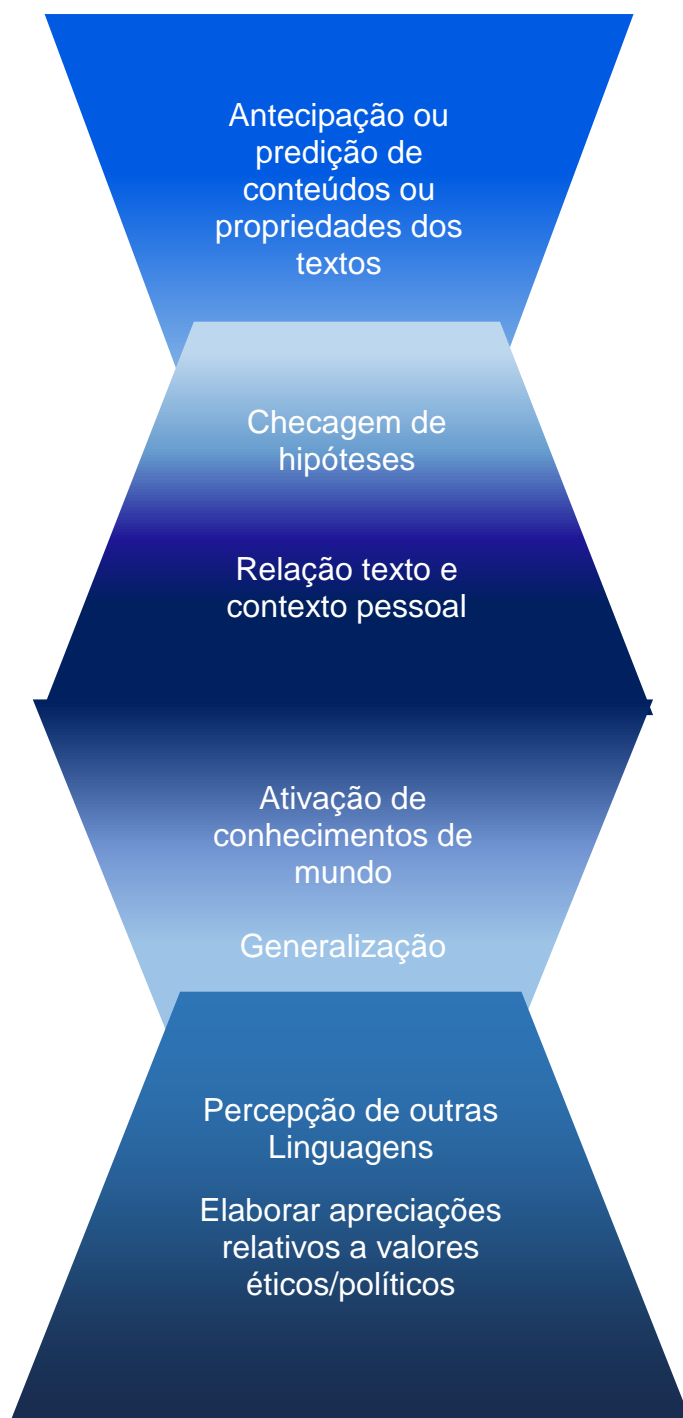 Antecipação ou
predição de
conteúdos ou
propriedades dos
textos
Checagem de
hipóteses
Relação texto e
contexto pessoal
Ativação de
conhecimentos de
mundo
Generalização
Percepção de outras
Linguagens
Elaborar apreciações
relativos a valores
éticos/políticos